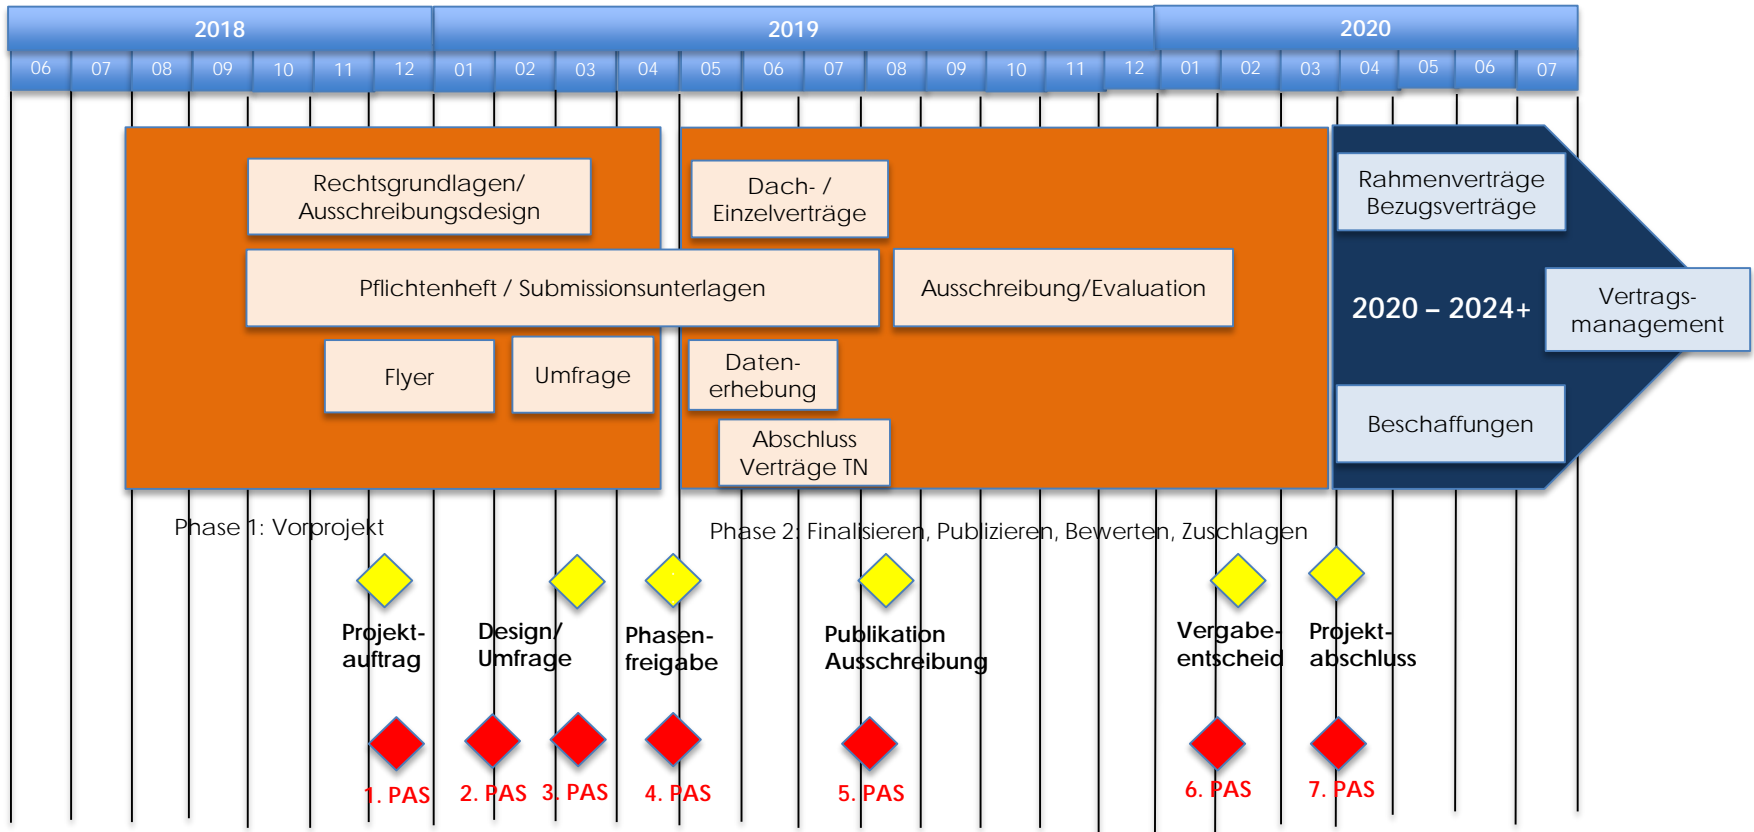 2018
2019
2020
06 07 08 09 10 11 12 01 02 03 04 05 06 07 08 09 10 11 12 01 02 03 04 05 06 07
Rechtsgrundlagen/
Ausschreibungsdesign
Dach- /
Einzelverträge
Rahmenverträge
Bezugsverträge
Pflichtenheft / Submissionsunterlagen
Ausschreibung/Evaluation
2020 – 2024+
Vertrags-
management
Flyer
Umfrage
Daten-
erhebung
Abschluss
Verträge TN
Beschaffungen
Phase 1: Vorprojekt
Phase 2: Finalisieren, Publizieren, Bewerten, Zuschlagen
Projekt-
auftrag
Design/
Umfrage
Phasen-
freigabe
Publikation
Ausschreibung
Vergabe-
entscheid
Projekt-
abschluss
1. PAS
2. PAS
3. PAS
4. PAS
5. PAS
6. PAS
7. PAS